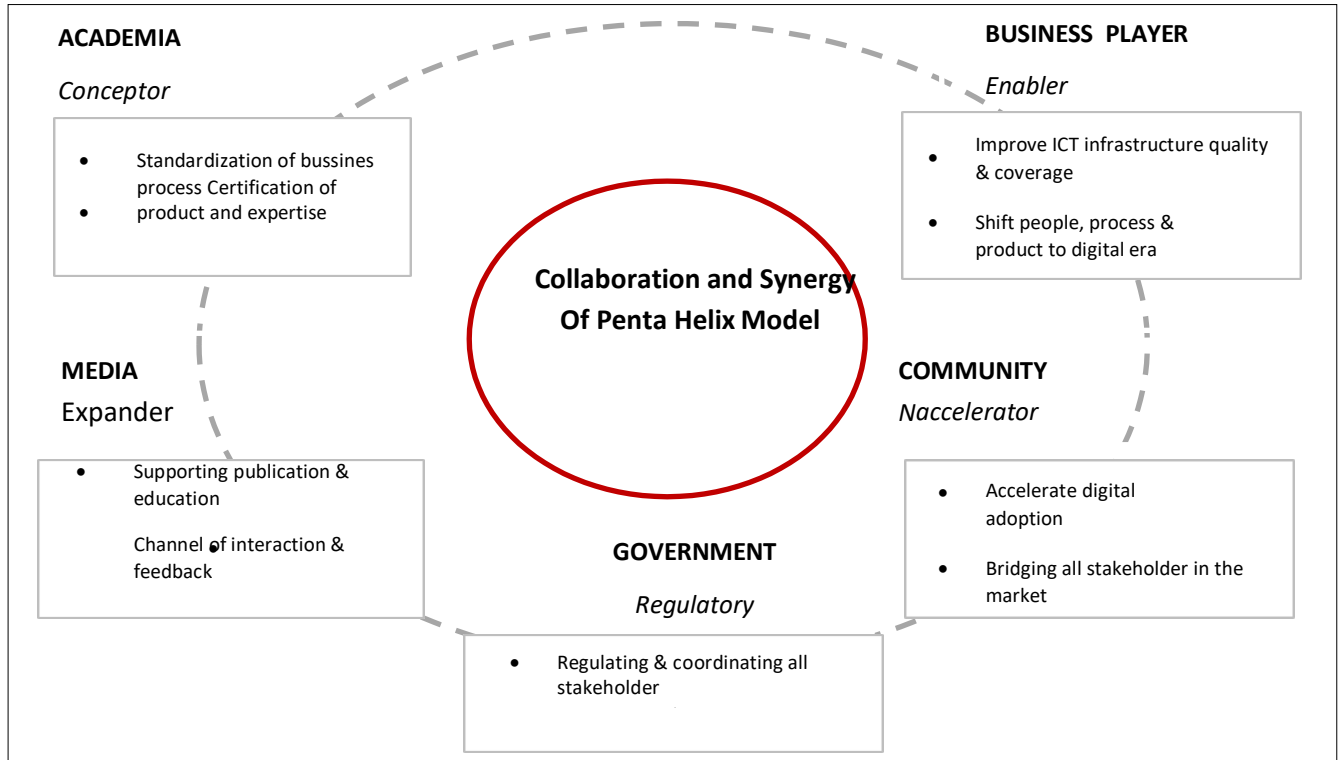 ACADEMIA
Conceptor
• Standardization of bussines
process Certification of
• product and expertise
BUSINESS PLAYER
Enabler
• Improve ICT infrastructure quality
& coverage
• Shift people, process &
product to digital era
Collaboration and Synergy
Of Penta Helix Model
MEDIA
Expander
• Supporting publication &
education
• Channel of interaction &
feedback
COMMUNITY
Naccelerator
• Accelerate digital
adoption
• Bridging all stakeholder in the
market
GOVERNMENT
Regulatory
• Regulating & coordinating all
stakeholder